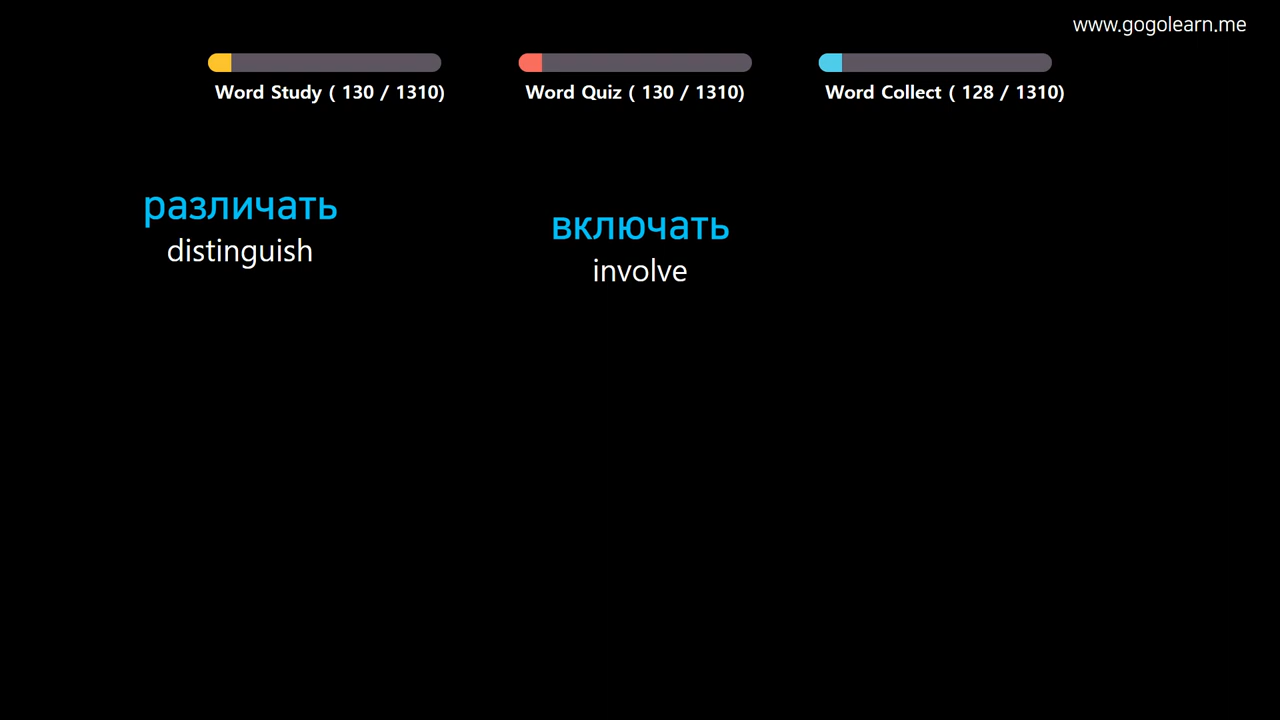 www.gogolearn.me
Word Study ( 130 / 1310)
Word Quiz ( 130 / 1310)
Word Collect ( 128 / 1310)
различать
distinguish
включать
involve